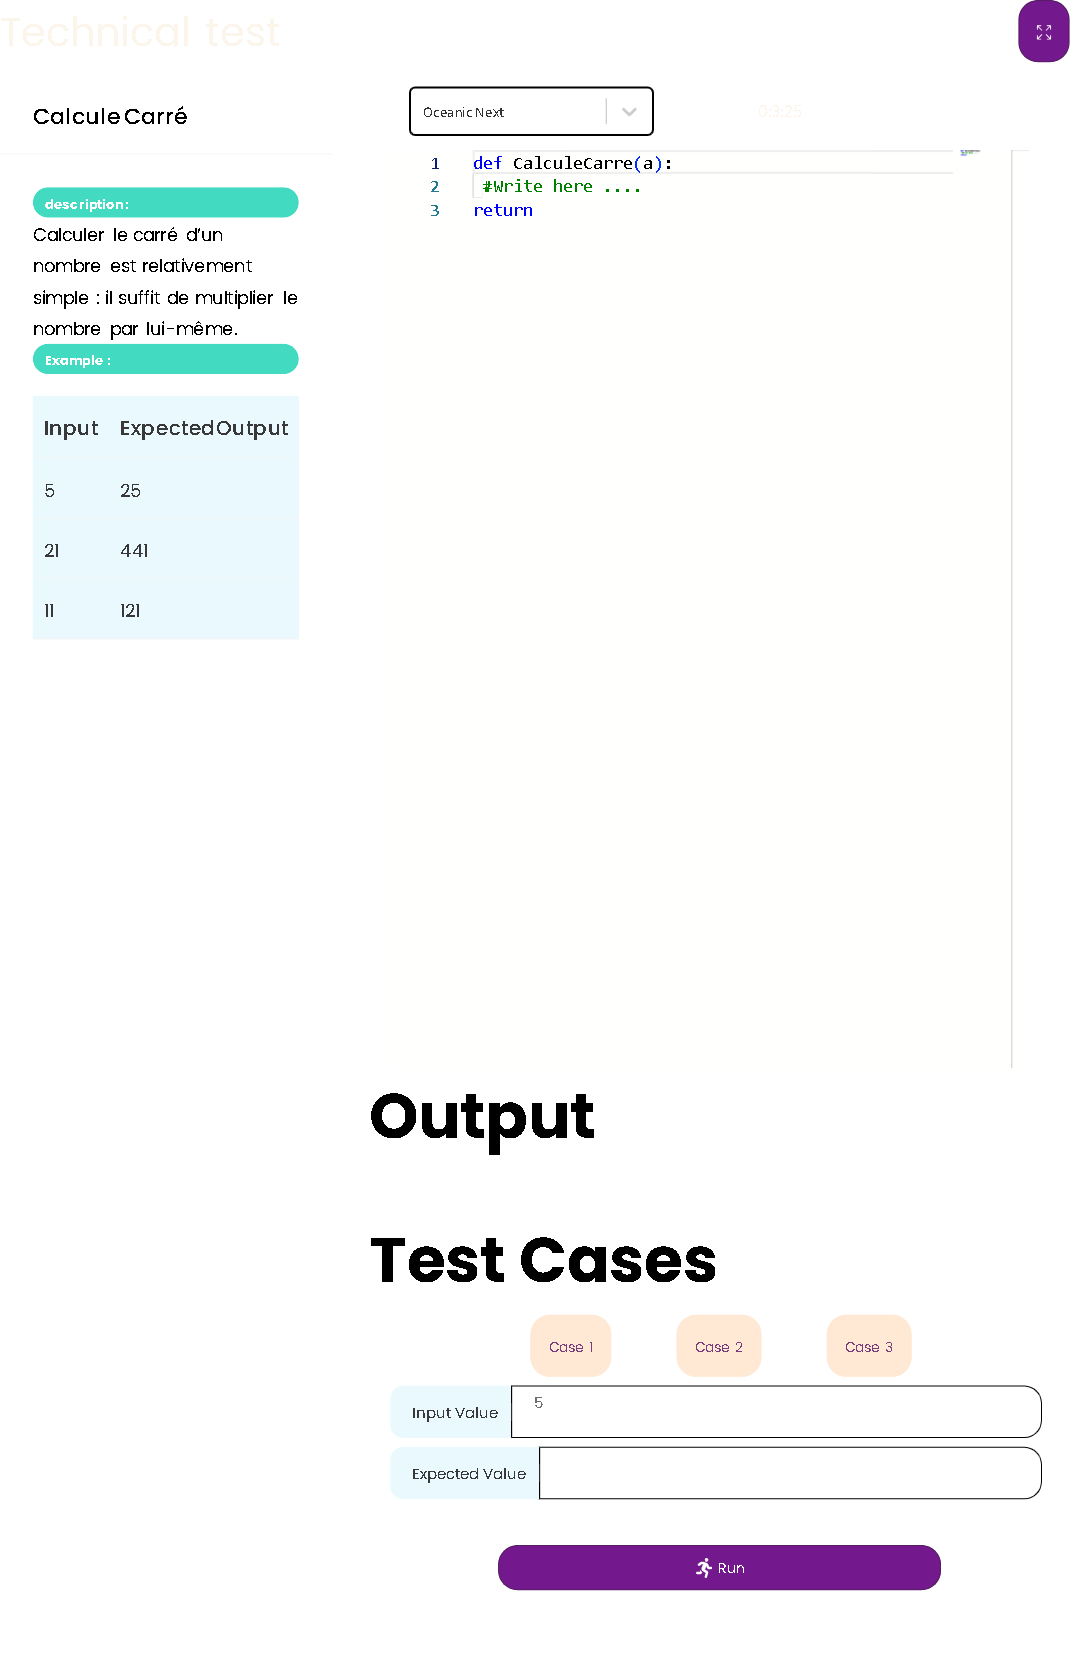 Technical test
Calcule Carré
description:
Calculer le carré d'un
nombre est relativement
simple : il suffit de multiplier le
nombre par lui-même.
Example :
Input ExpectedOutput
5 25
21 441
11 121
Oceanic Next
0:3:25
1 def CalculeCarre(a):
2 #Write here ....
3 return
Output
Test Cases
Case 1 Case 2 Case 3
Input Value 5
Expected Value
Run